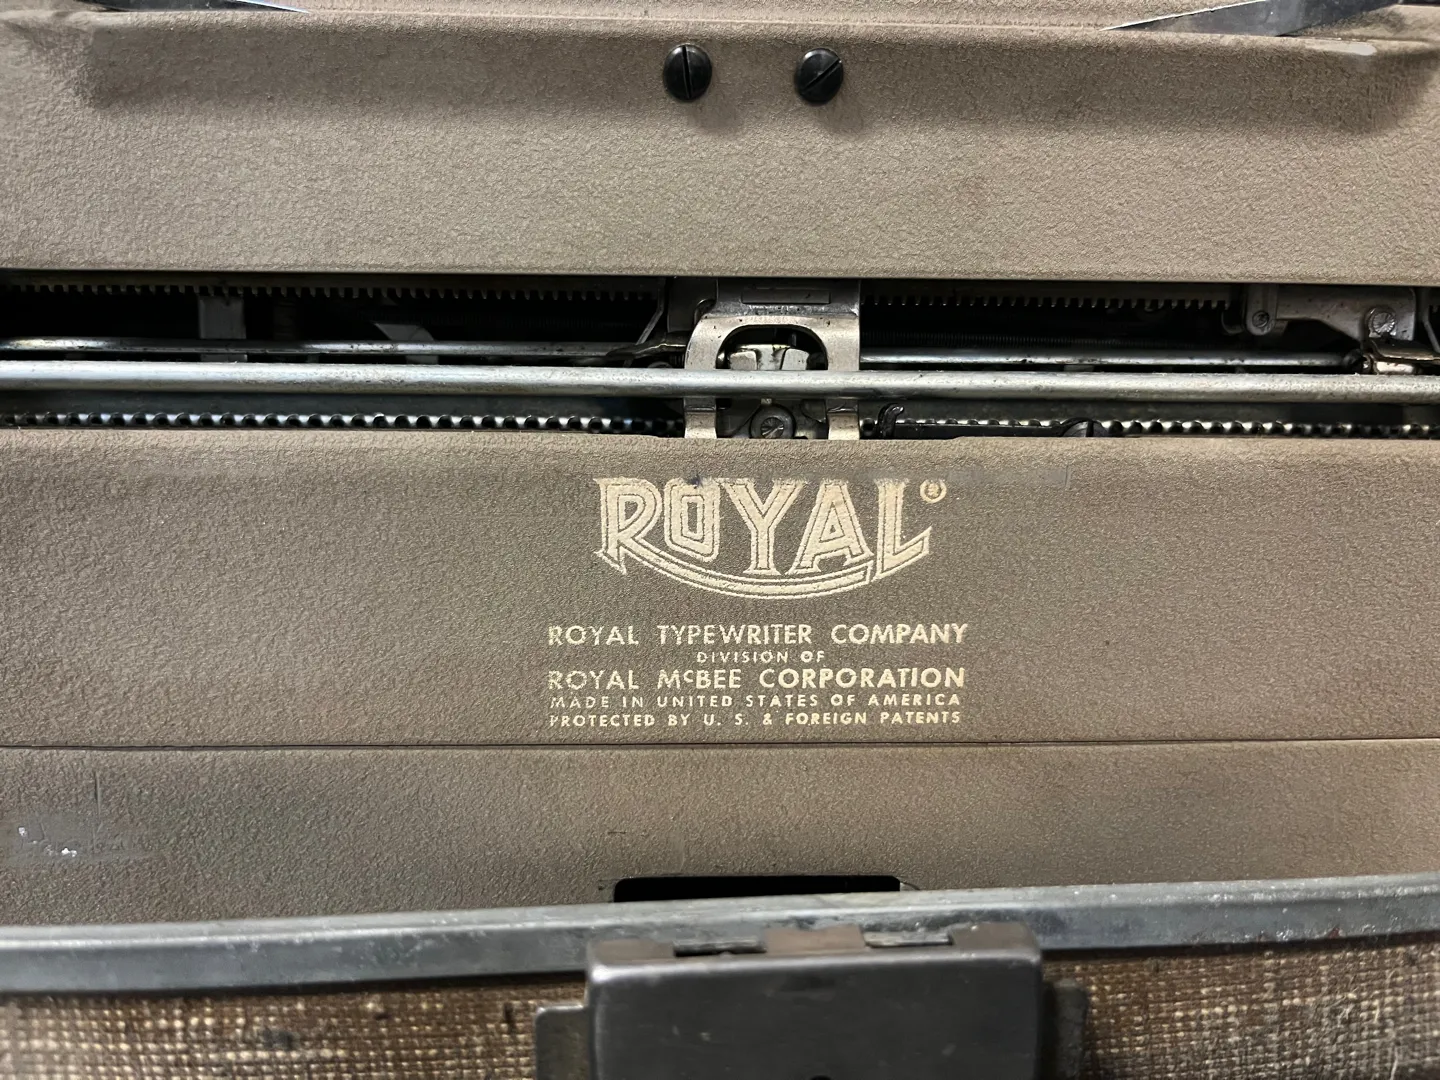 ROYAL®
ROYAL TYPEWRITER COMPANY
DIVISION OF
ROYAL McBEE CORPORATION
MADE IN UNITED STATES OF AMERICA
PROTECTED BY U. S. & FOREIGN PATENTS